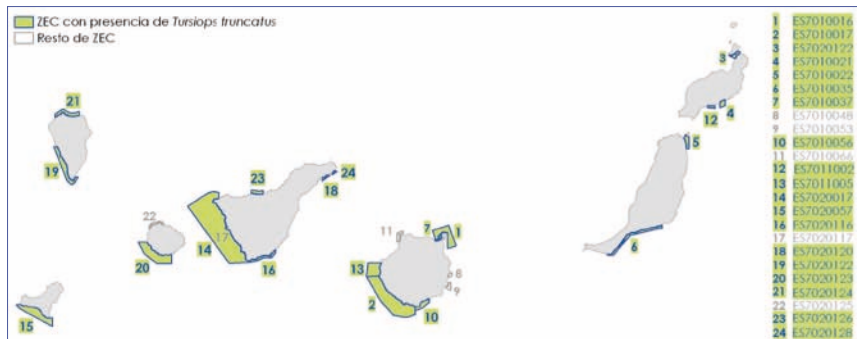 ZEC con presencia de Tursiops truncatus
Resto de ZEC
1 ES7010016
2 ES7010017
3 ES7020122
4 ES7010021
5 ES7010022
6 ES7010035
7 ES7010037
8 ES7010048
9 ES7010053
10 ES7010056
11 ES7010066
12 ES7011002
13 ES7011005
14 ES7020017
15 ES7020057
16 ES7020116
17 ES7020117
18 ES7020120
19 ES7020122
20 ES7020123
21 ES7020124
22 ES7020125
23 ES7020126
24 ES7020128
3
21
12
4
5
19
23
24
18
22
17
14
20
16
11
7
1
6
13
8
9
2
10
15